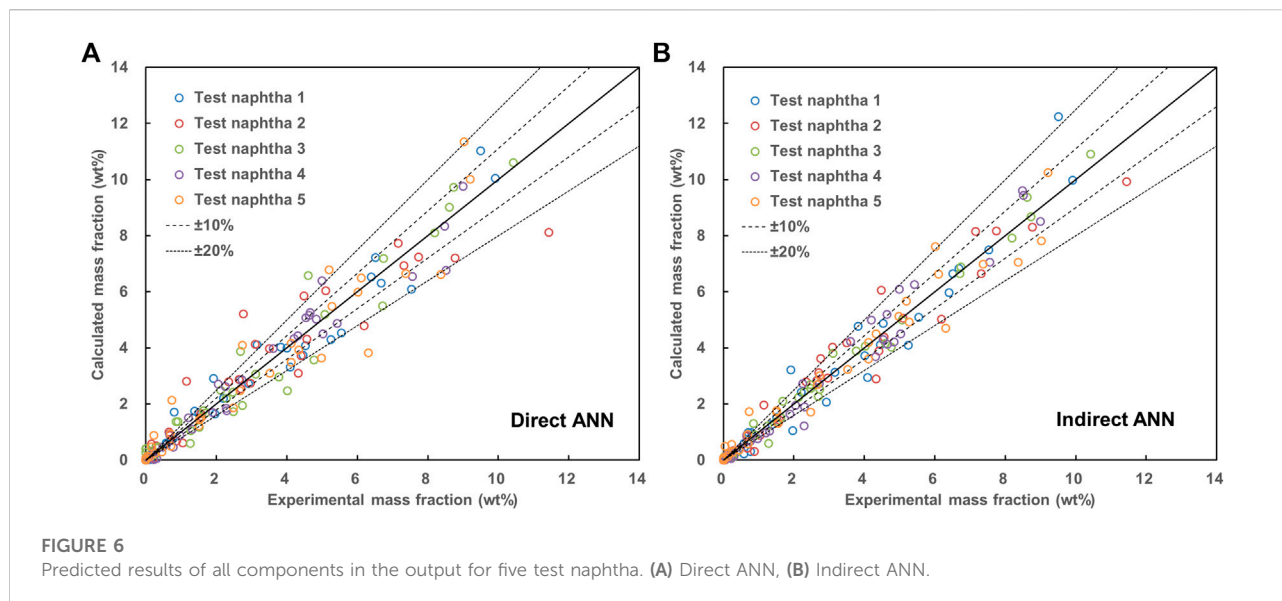 A
14
12
10
8
6
4
2
0
Calculated mass fraction (wt%)
Test naphtha 1
Test naphtha 2
Test naphtha 3
Test naphtha 4
Test naphtha 5
±10%
±20%
Direct ANN
0 2 4 6 8 10 12 14
Experimental mass fraction (wt%)
B
14
12
10
8
6
4
2
0
Calculated mass fraction (wt%)
Test naphtha 1
Test naphtha 2
Test naphtha 3
Test naphtha 4
Test naphtha 5
±10%
±20%
Indirect ANN
0 2 4 6 8 10 12 14
Experimental mass fraction (wt%)
FIGURE 6
Predicted results of all components in the output for five test naphtha. (A) Direct ANN, (B) Indirect ANN.